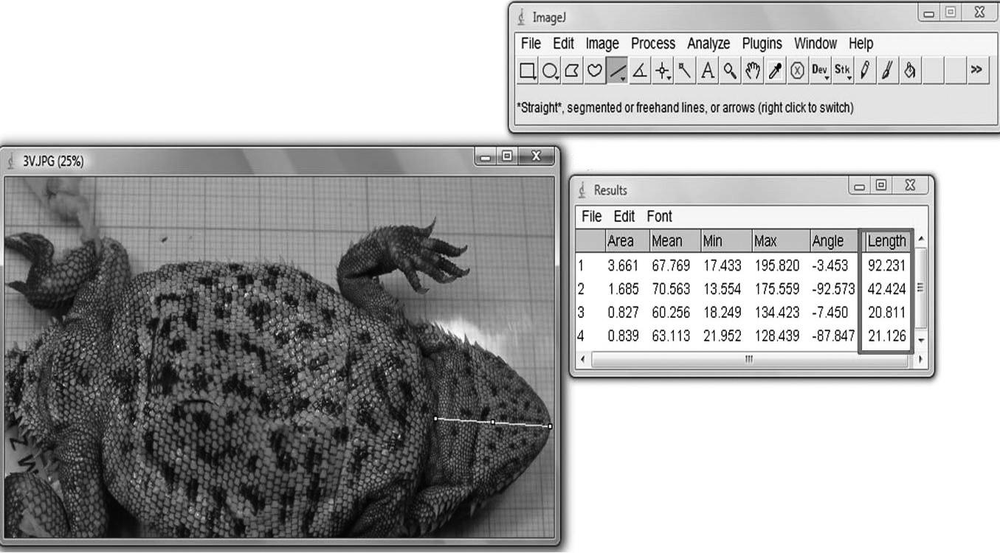 ImageJ
File Edit Image Process Analyze Plugins Window Help
A Dev Stk >>
*Straight*, segmented or freehand lines, or arrows (right click to switch)
3V.JPG (25%)
Results
File Edit Font
Area Mean Min Max Angle Length
1 3.661 67.769 17.433 195.820 -3.453 92.231
2 1.685 70.563 13.554 175.559 -92.573 42.424
3 0.827 60.256 18.249 134.423 -7.450 20.811
4 0.839 63.113 21.952 128.439 -87.847 21.126